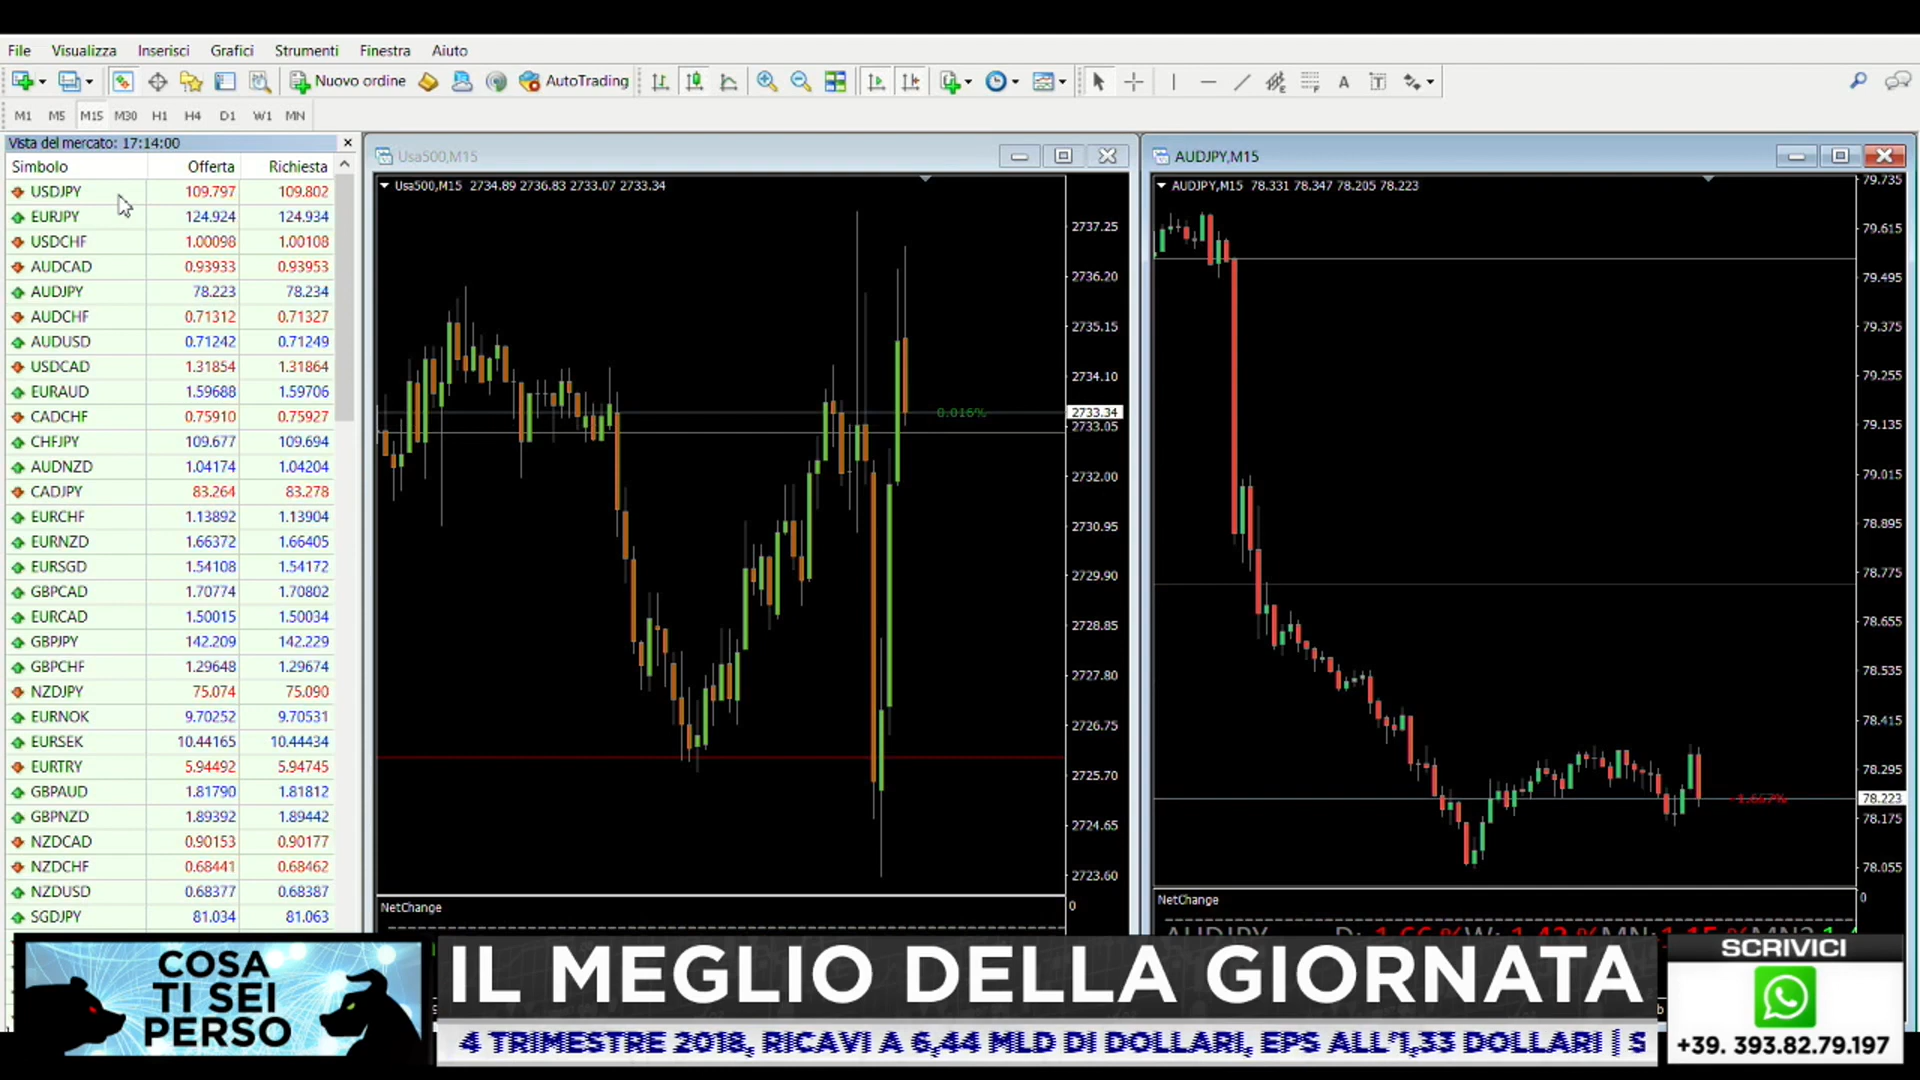 File Visualizza Inserisci Grafici Strumenti Finestra Aiuto
Nuovo ordine AutoTrading
M1 M5 M15 M30 H1 H4 D1 W1 MN
Vista del mercato: 17:14:00
Simbolo Offerta Richiesta
USDJPY 109.797 109.802
EURJPY 124.924 124.934
USDCHF 1.00098 1.00108
AUDCAD 0.93933 0.93953
AUDJPY 78.223 78.234
AUDCHF 0.71312 0.71327
AUDUSD 0.71242 0.71249
USDCAD 1.31854 1.31864
EURAUD 1.59688 1.59706
CADCHF 0.75910 0.75927
CHFJPY 109.677 109.694
AUDNZD 1.04174 1.04204
CADJPY 83.264 83.278
EURCHF 1.13892 1.13904
EURNZD 1.66372 1.66405
EURSGD 1.54108 1.54172
GBPCAD 1.70774 1.70802
EURCAD 1.50015 1.50034
GBPJPY 142.209 142.229
GBPCHF 1.29648 1.29674
NZDJPY 75.074 75.090
EURNOK 9.70252 9.70531
EURSEK 10.44165 10.44434
EURTRY 5.94492 5.94745
GBPAUD 1.81790 1.81812
GBPNZD 1.89392 1.89442
NZDCAD 0.90153 0.90177
NZDCHF 0.68441 0.68462
NZDUSD 0.68377 0.68387
SGDJPY 81.034 81.063
Usa500,M15
Usa500,M15 2734.89 2736.83 2733.07 2733.34
2737.25
2736.20
2735.15
2734.10
0.016% 2733.34
2733.05
2732.00
2730.95
2729.90
2728.85
2727.80
2726.75
2725.70
2724.65
2723.60
NetChange
0
AUDJPY,M15
AUDJPY,M15 78.331 78.347 78.205 78.223
79.735
79.615
79.495
79.375
79.255
79.135
79.015
78.895
78.775
78.655
78.535
78.415
78.295
-1.657% 78.223
78.175
78.055
NetChange
0
COSA
TI SEI
PERSO
IL MEGLIO DELLA GIORNATA
4 TRIMESTRE 2018, RICAVI A 6,44 MLD DI DOLLARI, EPS ALL'1,33 DOLLARI | S
SCRIVICI
+39. 393.82.79.197